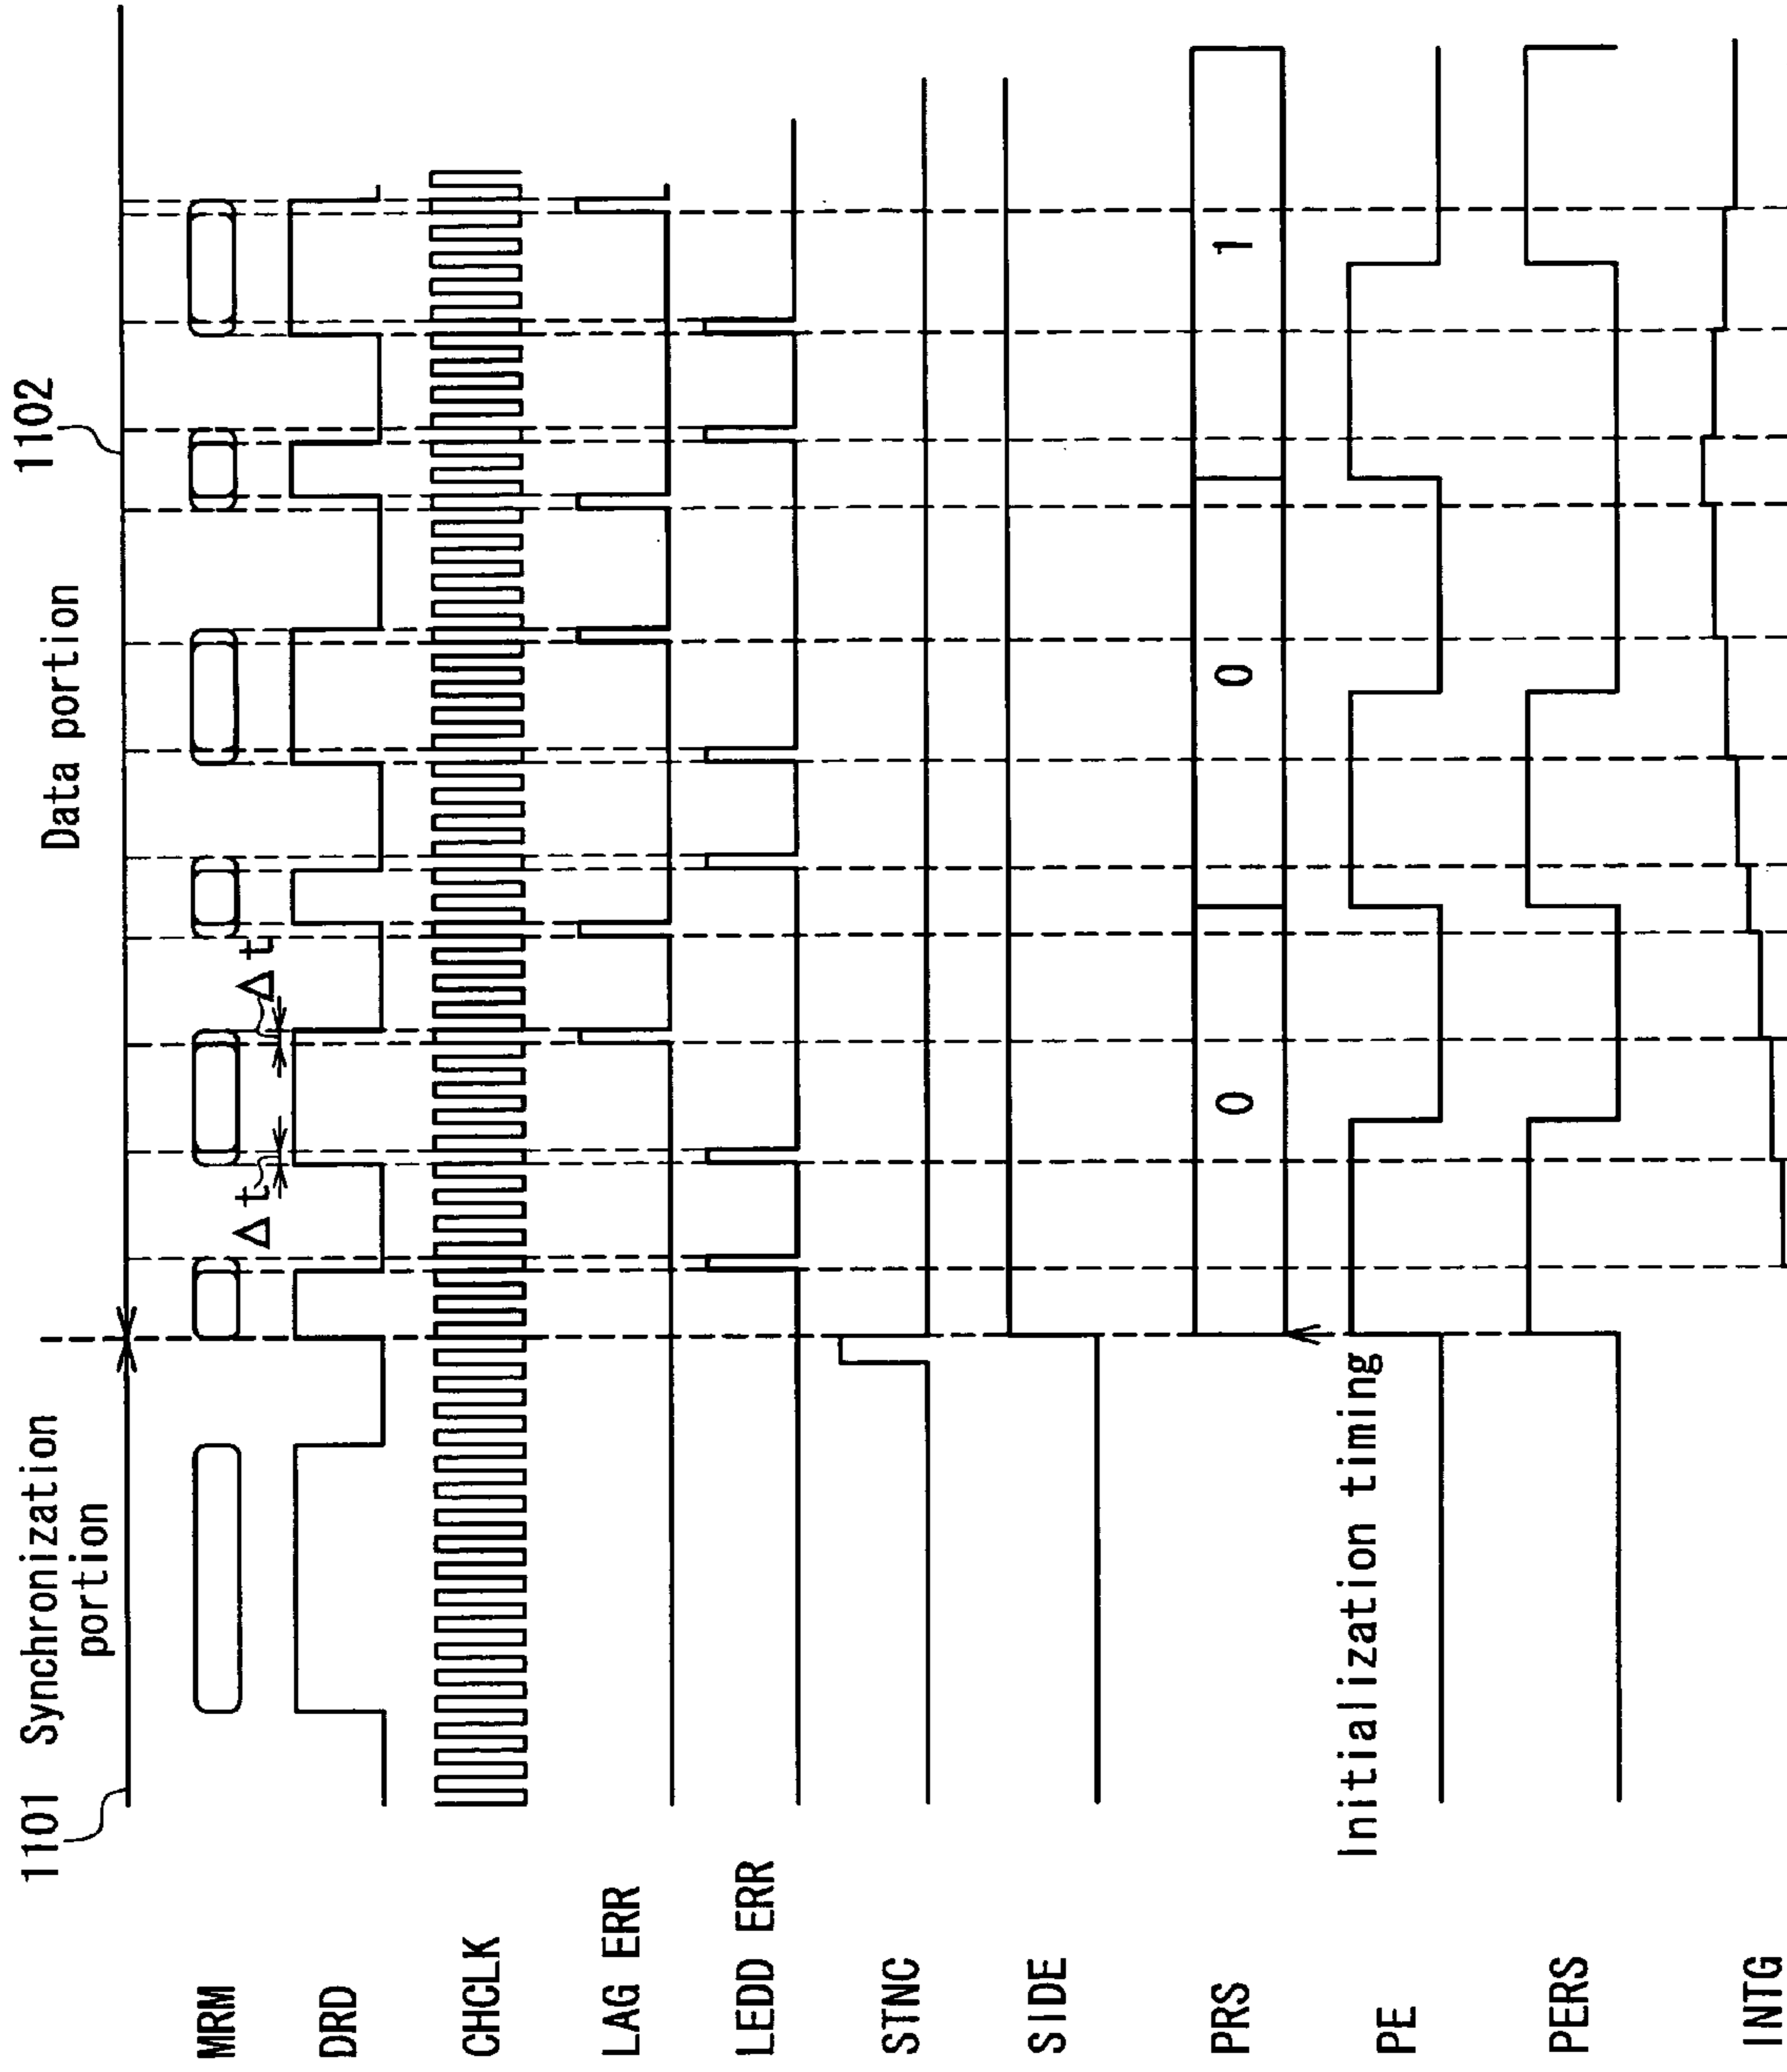 1101 Synchronization
portion
Data portion
1102
MRM
Δt
Δt
DRD
CHCLK
LAG ERR
LEDD ERR
STNC
SIDE
PRS
0
0
1
Initialization timing
PE
PERS
INTG